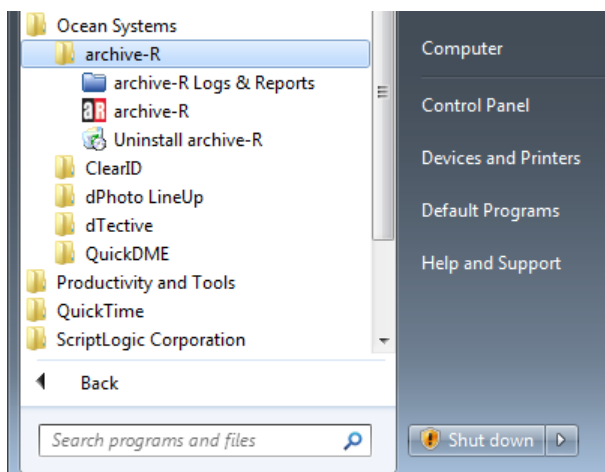 Ocean Systems
archive-R
archive-R Logs & Reports
aR archive-R
Uninstall archive-R
ClearID
dPhoto LineUp
dTective
QuickDME
Productivity and Tools
QuickTime
ScriptLogic Corporation
Back
Search programs and files
Computer
Control Panel
Devices and Printers
Default Programs
Help and Support
Shut down